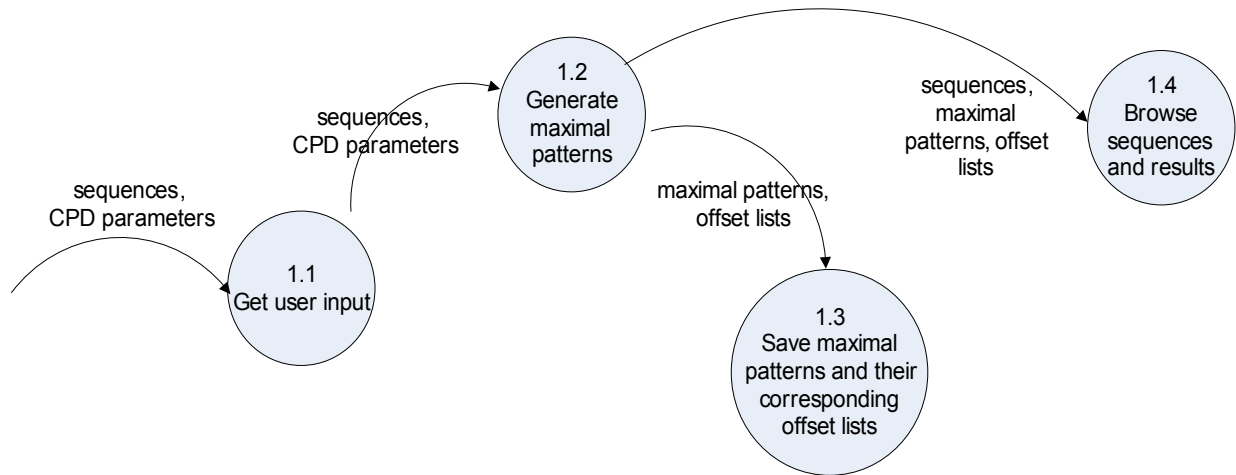 sequences,
CPD parameters
1.1
Get user input
sequences,
CPD parameters
1.2
Generate
maximal
patterns
maximal patterns,
offset lists
1.3
Save maximal
patterns and their
corresponding
offset lists
sequences,
maximal
patterns, offset
lists
1.4
Browse
sequences
and results